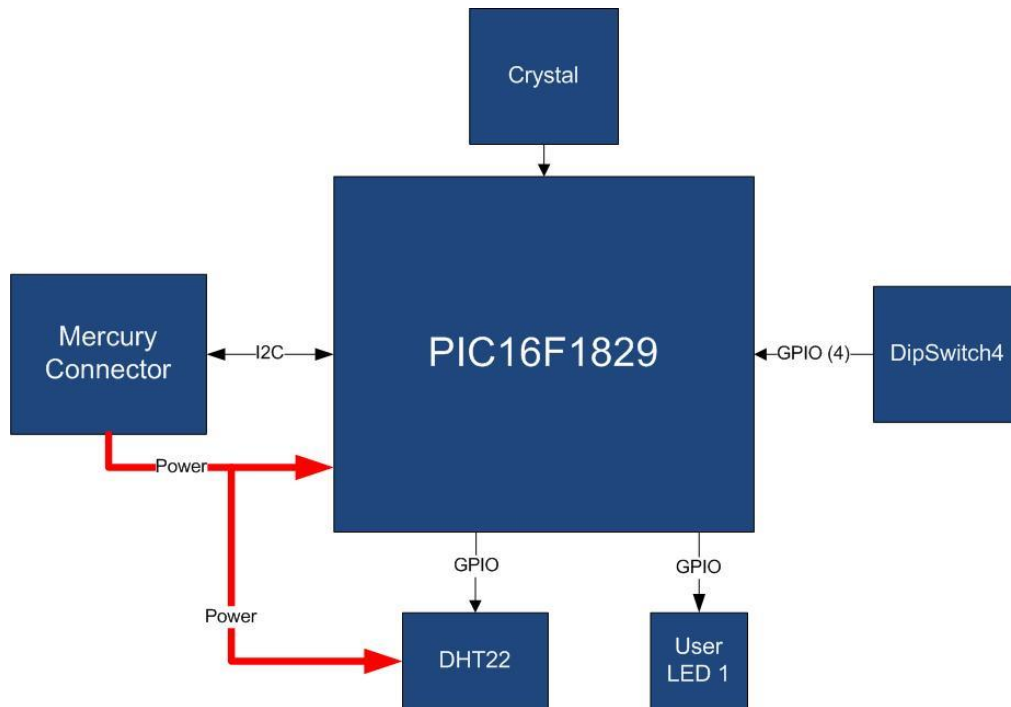 Crystal
Mercury
Connector
I2C
PIC16F1829
GPIO (4)
DipSwitch4
Power
GPIO
GPIO
Power
DHT22
User
LED 1